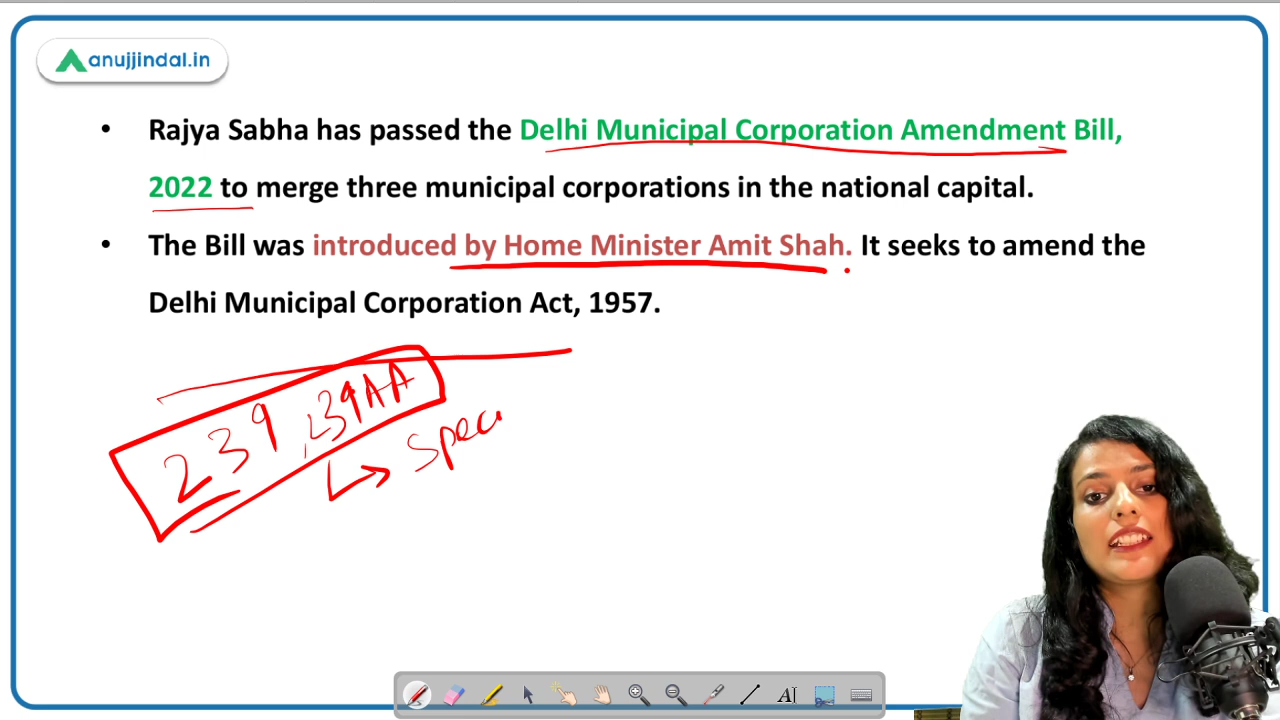 anujjindal.in
• Rajya Sabha has passed the Delhi Municipal Corporation Amendment Bill,
2022 to merge three municipal corporations in the national capital.
• The Bill was introduced by Home Minister Amit Shah. It seeks to amend the
Delhi Municipal Corporation Act, 1957.
239, 239AA
Spec
A